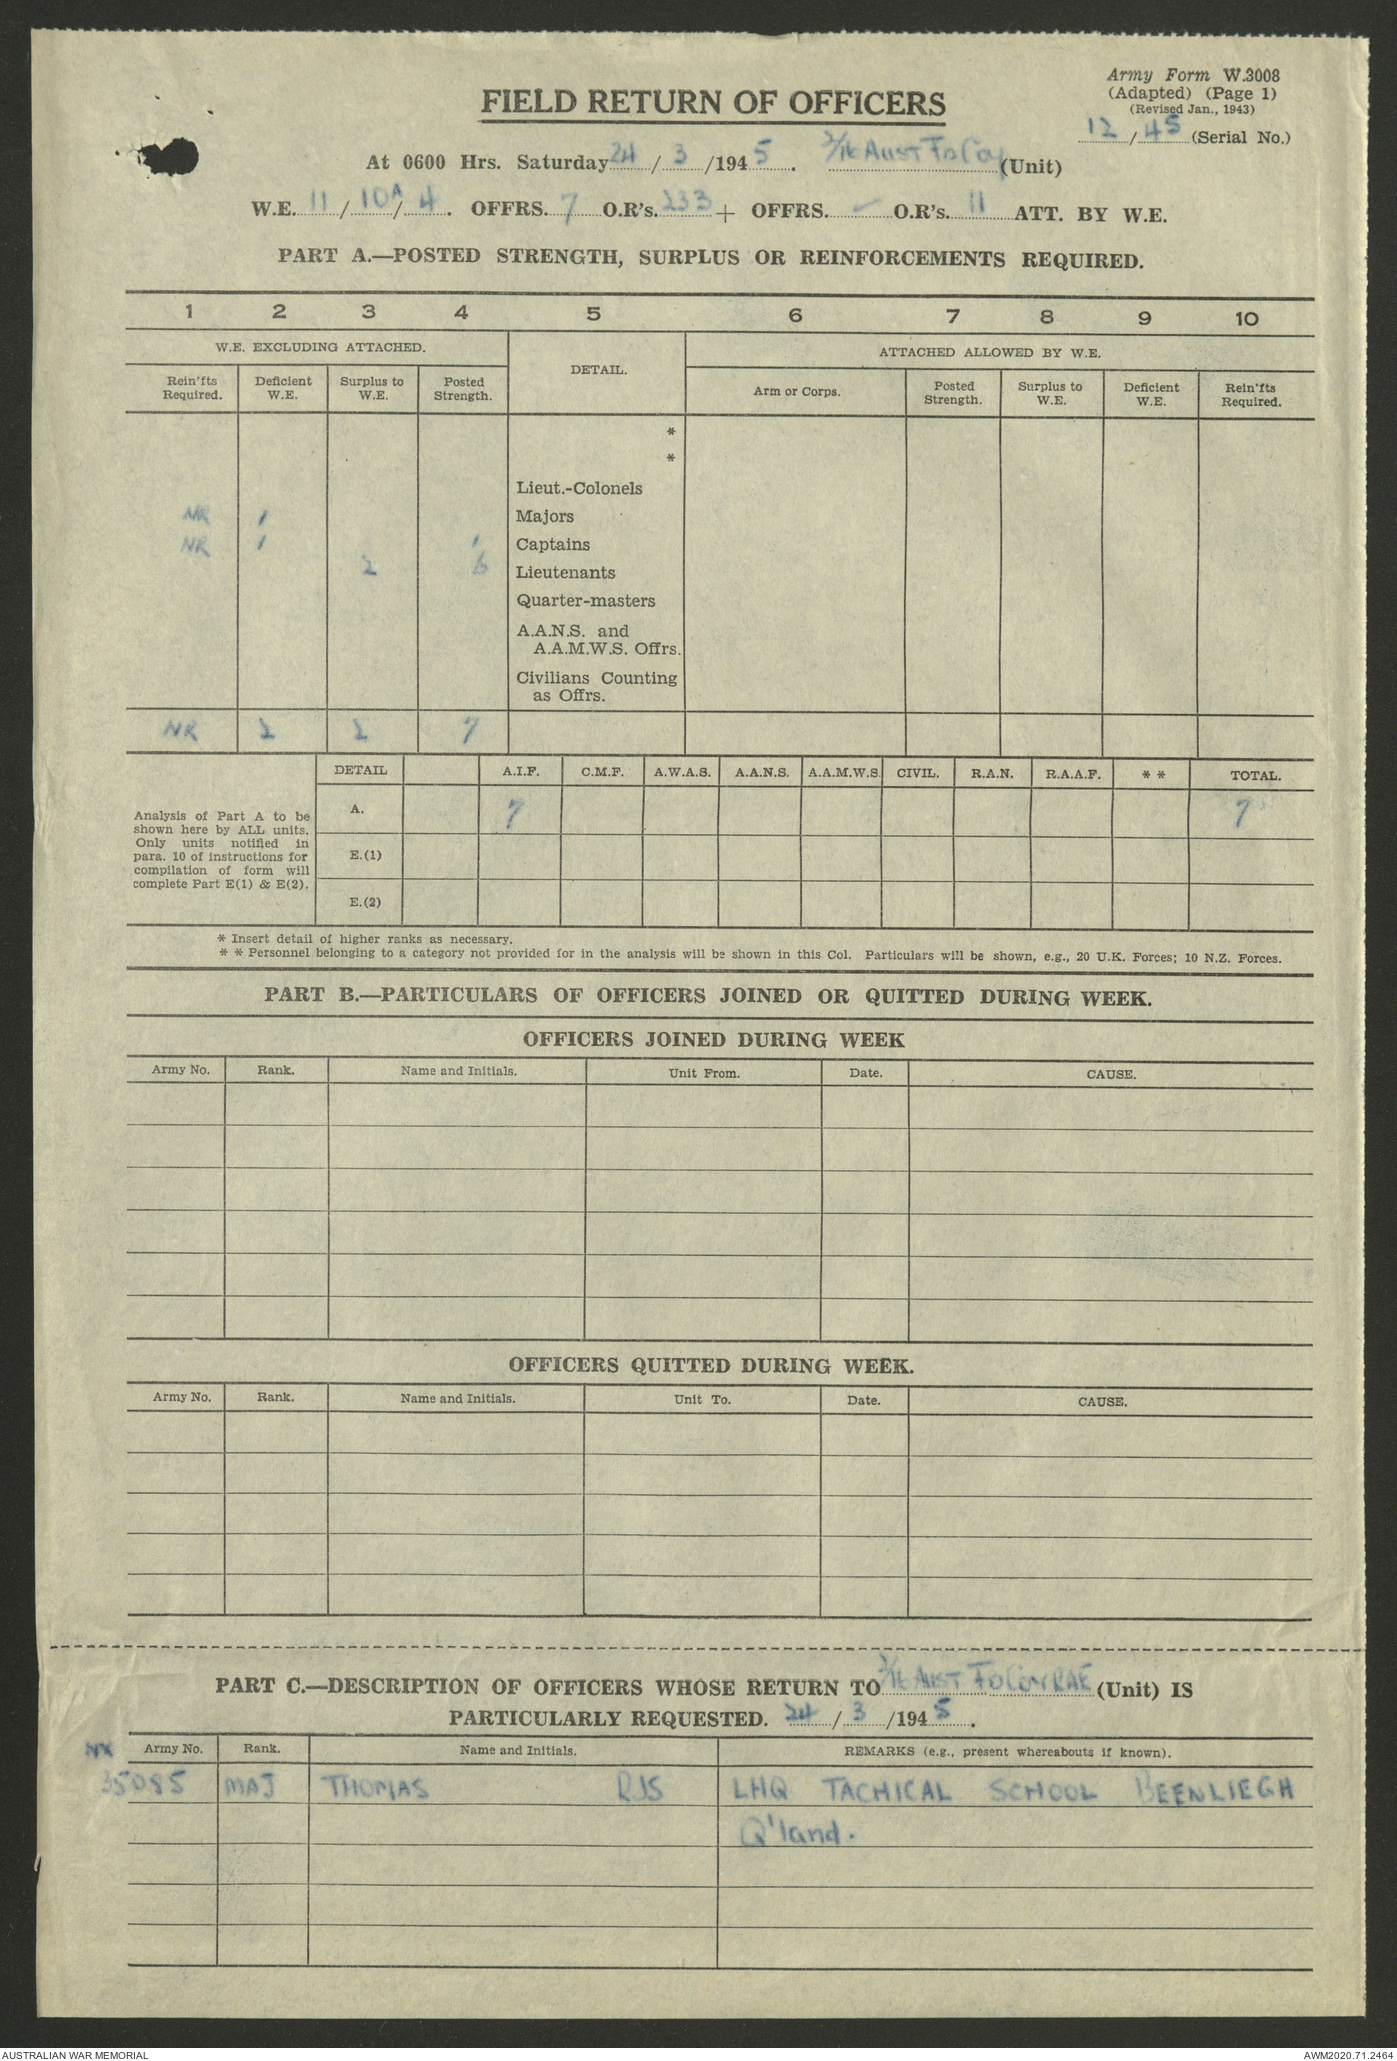 Army Form W.3008
(Adapted) (Page 1)
(Revised Jan., 1943)
FIELD RETURN OF OFFICERS
12 / 45 (Serial No.)
At 0600 Hrs. Saturday 24 / 3 /1945. 2/16 Aust Fd Coy (Unit)
W.E. 11 / 10A / 4. OFFRS. 7 O.R's. 233 + OFFRS. — O.R's. 11 ATT. BY W.E.
PART A.—POSTED STRENGTH, SURPLUS OR REINFORCEMENTS REQUIRED.
1 2 3 4 5 6 7 8 9 10
W.E. EXCLUDING ATTACHED. DETAIL. ATTACHED ALLOWED BY W.E.
Rein'fts Required. Deficient W.E. Surplus to W.E. Posted Strength. Arm or Corps. Posted Strength. Surplus to W.E. Deficient W.E. Rein'fts Required.
*
*
Lieut.-Colonels
NR 1 Majors
NR 1 1 Captains
2 6 Lieutenants
Quarter-masters
A.A.N.S. and
A.A.M.W.S. Offrs.
Civilians Counting
as Offrs.
NR 2 2 7
DETAIL A.I.F. C.M.F. A.W.A.S. A.A.N.S. A.A.M.W.S. CIVIL. R.A.N. R.A.A.F. * * TOTAL.
Analysis of Part A to be
shown here by ALL units.
Only units notified in
para. 10 of instructions for
compilation of form will
complete Part E(1) & E(2).
A. 7 7
E.(1)
E.(2)
* Insert detail of higher ranks as necessary.
* * Personnel belonging to a category not provided for in the analysis will be shown in this Col. Particulars will be shown, e.g., 20 U.K. Forces; 10 N.Z. Forces.
PART B.—PARTICULARS OF OFFICERS JOINED OR QUITTED DURING WEEK.
OFFICERS JOINED DURING WEEK
Army No. Rank. Name and Initials. Unit From. Date. CAUSE.
OFFICERS QUITTED DURING WEEK.
Army No. Rank. Name and Initials. Unit To. Date. CAUSE.
PART C.—DESCRIPTION OF OFFICERS WHOSE RETURN TO 2/16 Aust Fd Coy RAE (Unit) IS
PARTICULARLY REQUESTED. 24 / 3 /1945.
Army No. Rank. Name and Initials. REMARKS (e.g., present whereabouts if known).
NX
35085 MAJ THOMAS RJS LHQ TACHICAL SCHOOL BEENLIEGH
Q'land.
AUSTRALIAN WAR MEMORIAL
AWM2020.71.2464